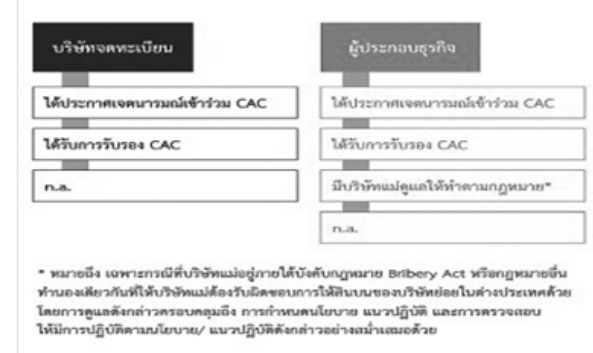 บริษัทจดทะเบียน
ได้ประกาศเจตนารมณ์เข้าร่วม CAC
ได้รับการรับรอง CAC
n.a.
ผู้ประกอบธุรกิจ
ได้ประกาศเจตนารมณ์เข้าร่วม CAC
ได้รับการรับรอง CAC
มีบริษัทแม่ดูแลให้ทำตามกฎหมาย*
n.a.
* หมายถึง เฉพาะกรณีที่บริษัทแม่อยู่ภายใต้บังคับกฎหมาย Bribery Act หรือกฎหมายอื่น
ทำนองเดียวกันที่ให้บริษัทแม่ต้องรับผิดชอบการให้สินบนของบริษัทย่อยในต่างประเทศด้วย
โดยการดูแลดังกล่าวครอบคลุมถึง การกำหนดนโยบาย แนวปฏิบัติ และการตรวจสอบ
ให้มีการปฏิบัติตามนโยบาย/ แนวปฏิบัติดังกล่าวอย่างสม่ำเสมอด้วย